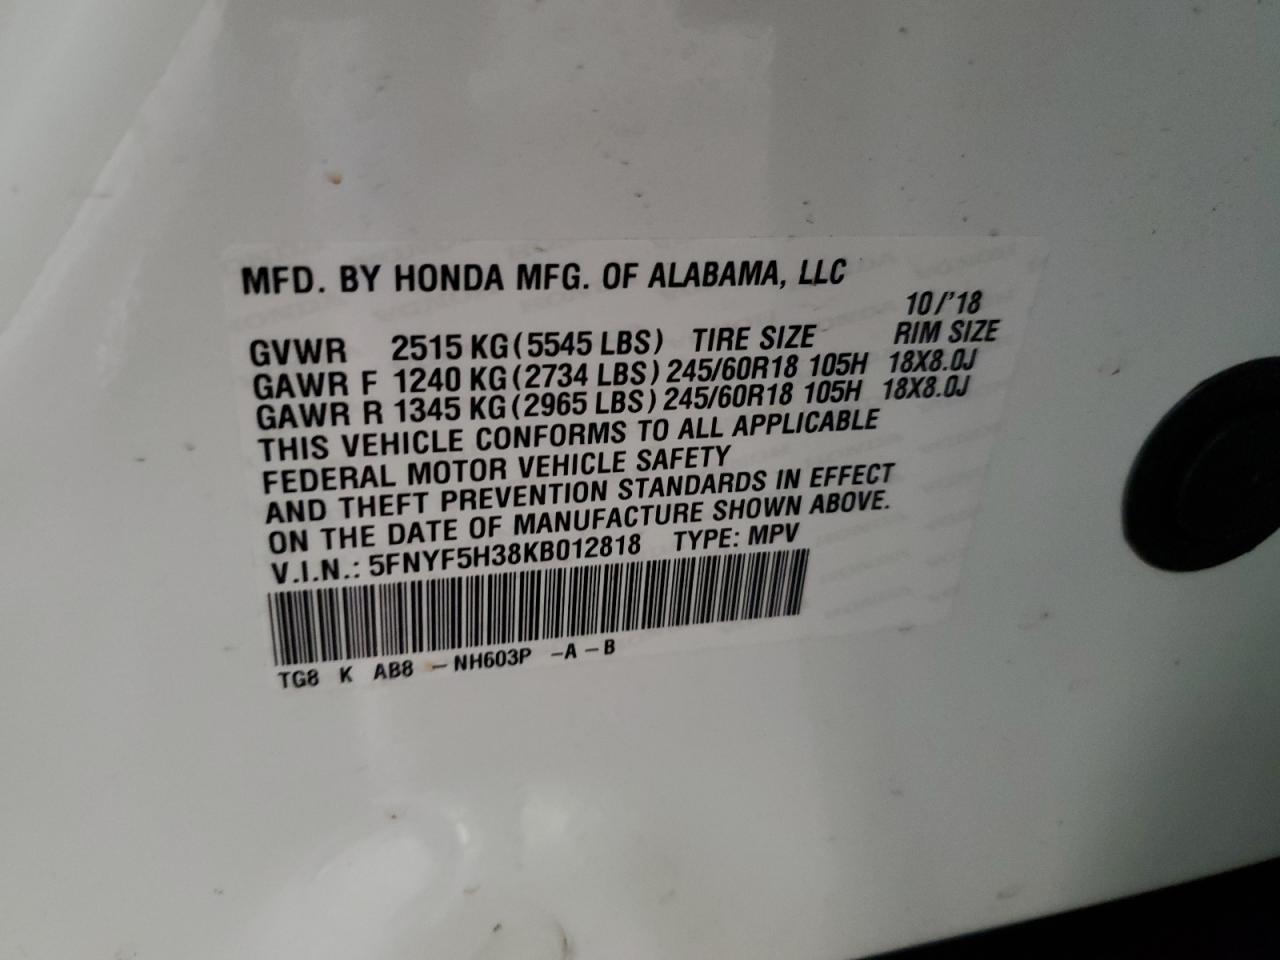 MFD. BY HONDA MFG. OF ALABAMA, LLC
10/'18
GVWR 2515 KG(5545 LBS) TIRE SIZE RIM SIZE
GAWR F 1240 KG(2734 LBS) 245/60R18 105H 18X8.0J
GAWR R 1345 KG(2965 LBS) 245/60R18 105H 18X8.0J
THIS VEHICLE CONFORMS TO ALL APPLICABLE
FEDERAL MOTOR VEHICLE SAFETY
AND THEFT PREVENTION STANDARDS IN EFFECT
ON THE DATE OF MANUFACTURE SHOWN ABOVE.
V.I.N.: 5FNYF5H38KB012818 TYPE: MPV
TG8 K AB8 -NH603P -A-B